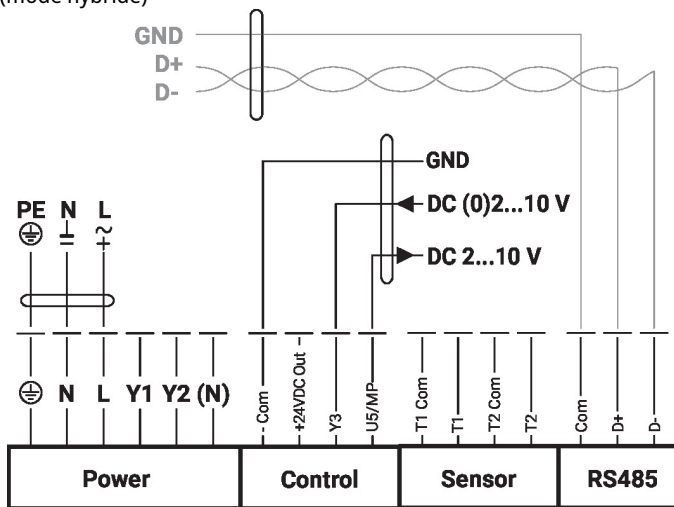 (mode hybride)
GND
D+
D-
GND
DC (0)2...10 V
DC 2...10 V
PE N L
N L Y1 Y2 (N)
- Com
+24VDC Out -
Y3
U5/MP
T1 Com
T1
T2 Com
T2
Com
D+
D-
Power
Control
Sensor
RS485